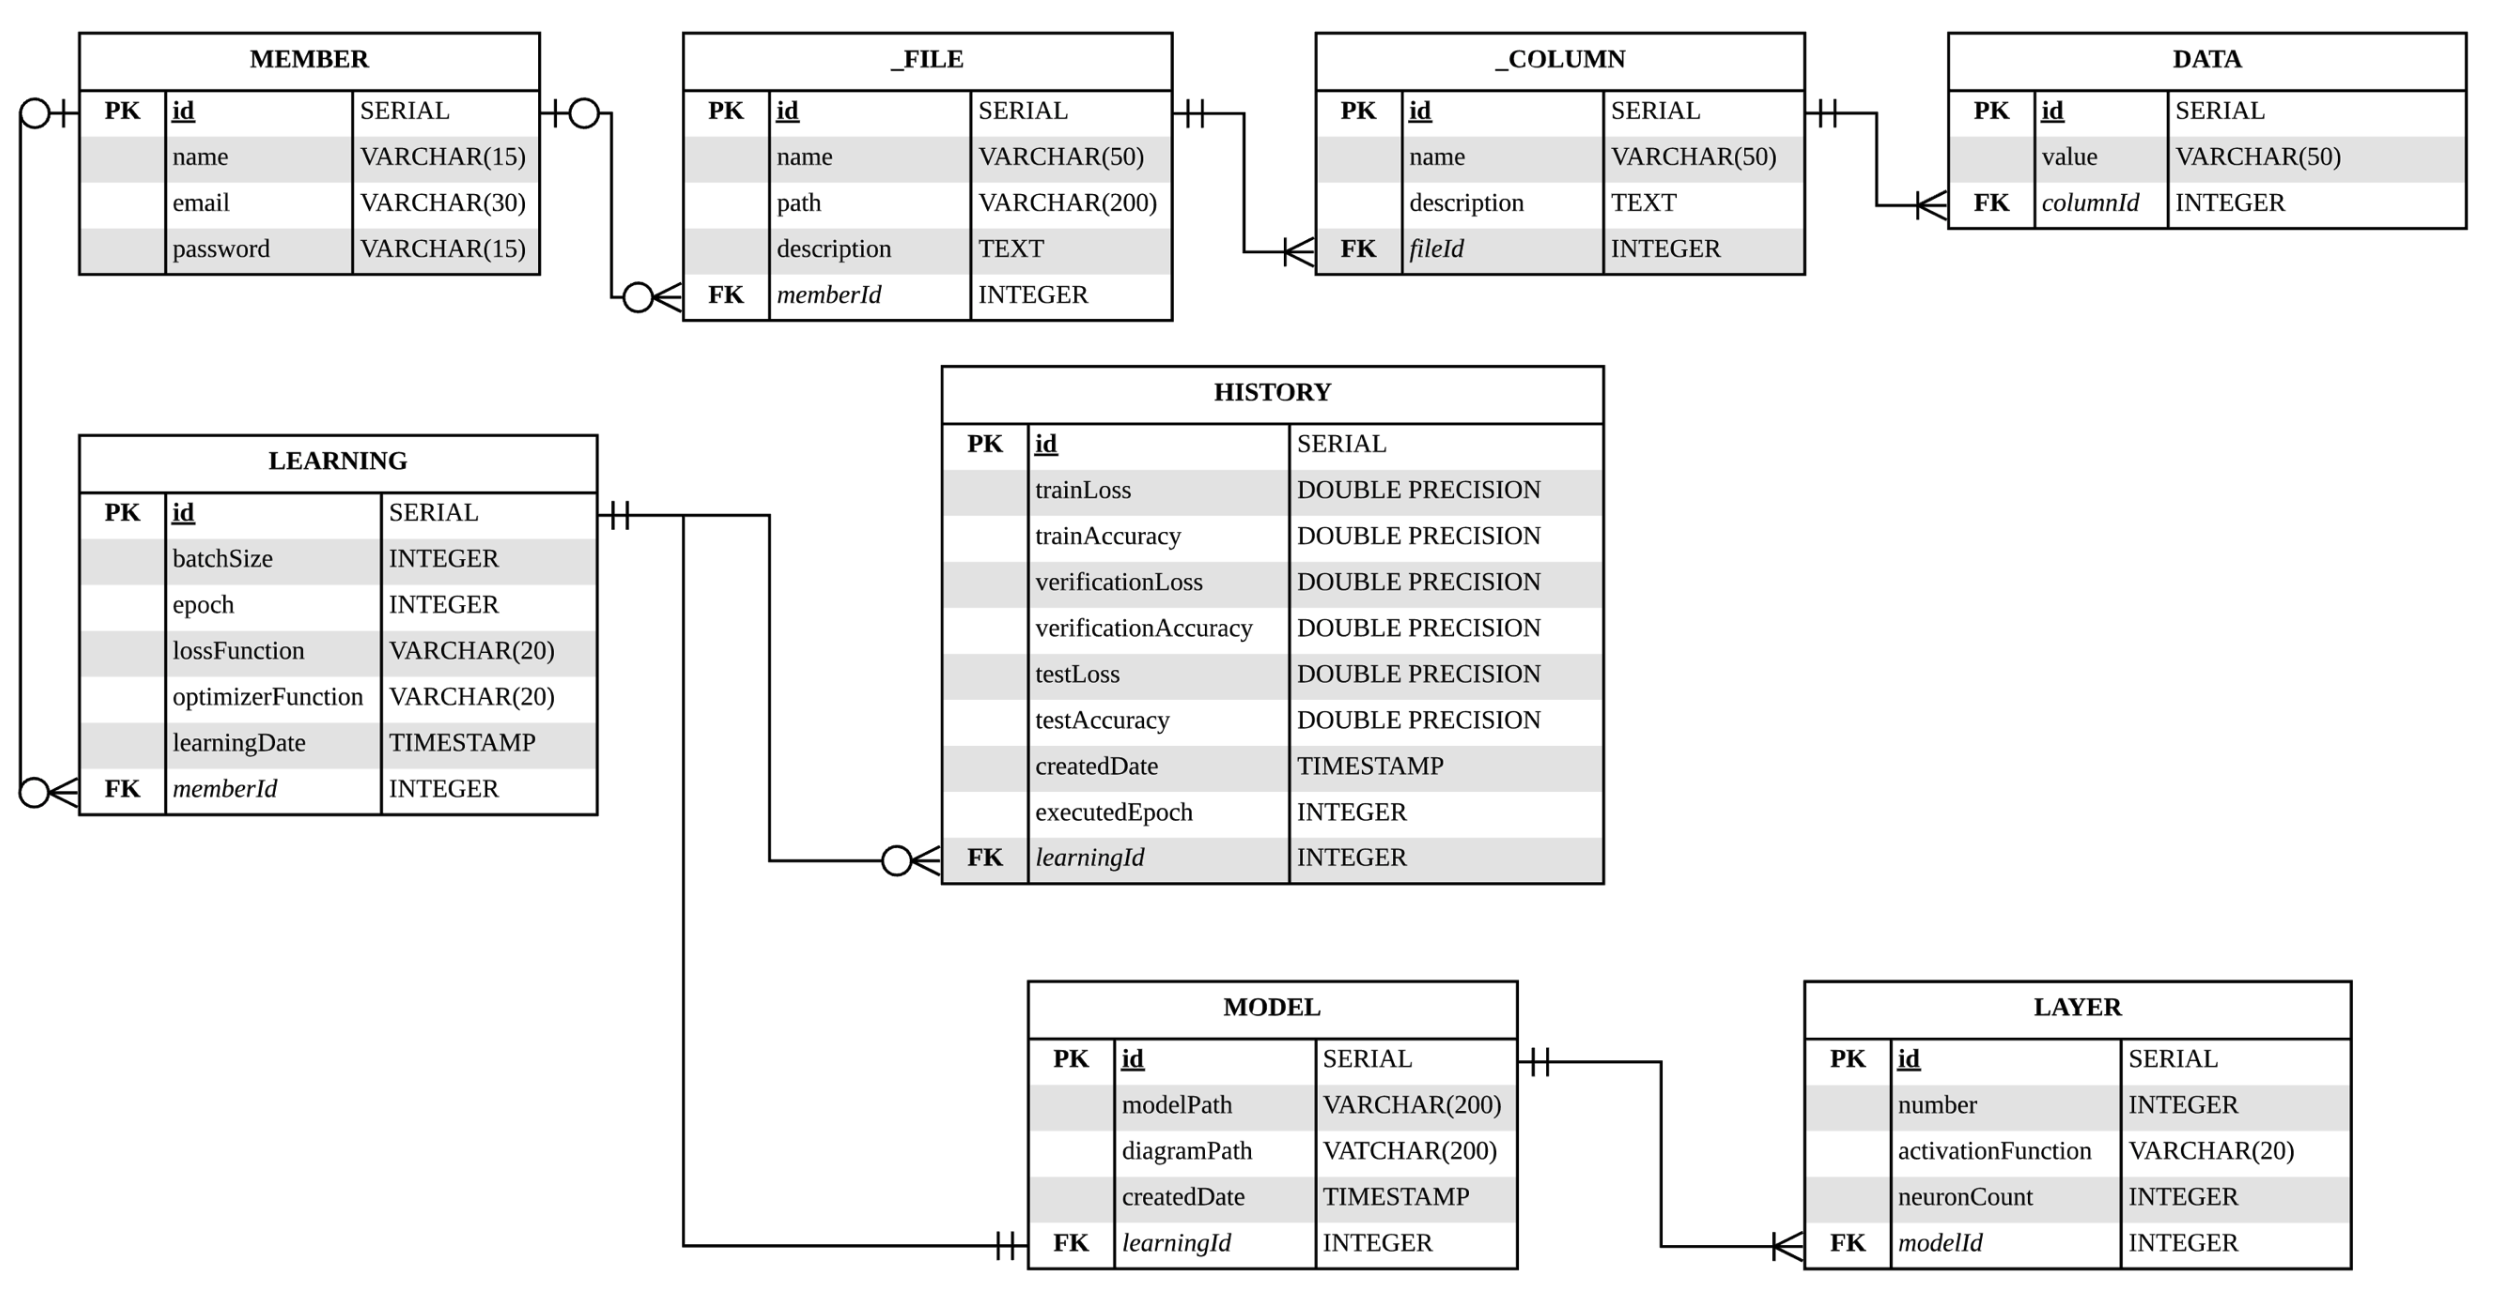 MEMBER
PK id SERIAL
name VARCHAR(15)
email VARCHAR(30)
password VARCHAR(15)
_FILE
PK id SERIAL
name VARCHAR(50)
path VARCHAR(200)
description TEXT
FK memberId INTEGER
_COLUMN
PK id SERIAL
name VARCHAR(50)
description TEXT
FK fileId INTEGER
DATA
PK id SERIAL
value VARCHAR(50)
FK columnId INTEGER
LEARNING
PK id SERIAL
batchSize INTEGER
epoch INTEGER
lossFunction VARCHAR(20)
optimizerFunction VARCHAR(20)
learningDate TIMESTAMP
FK memberId INTEGER
HISTORY
PK id SERIAL
trainLoss DOUBLE PRECISION
trainAccuracy DOUBLE PRECISION
verificationLoss DOUBLE PRECISION
verificationAccuracy DOUBLE PRECISION
testLoss DOUBLE PRECISION
testAccuracy DOUBLE PRECISION
createdDate TIMESTAMP
executedEpoch INTEGER
FK learningId INTEGER
MODEL
PK id SERIAL
modelPath VARCHAR(200)
diagramPath VATCHAR(200)
createdDate TIMESTAMP
FK learningId INTEGER
LAYER
PK id SERIAL
number INTEGER
activationFunction VARCHAR(20)
neuronCount INTEGER
FK modelId INTEGER